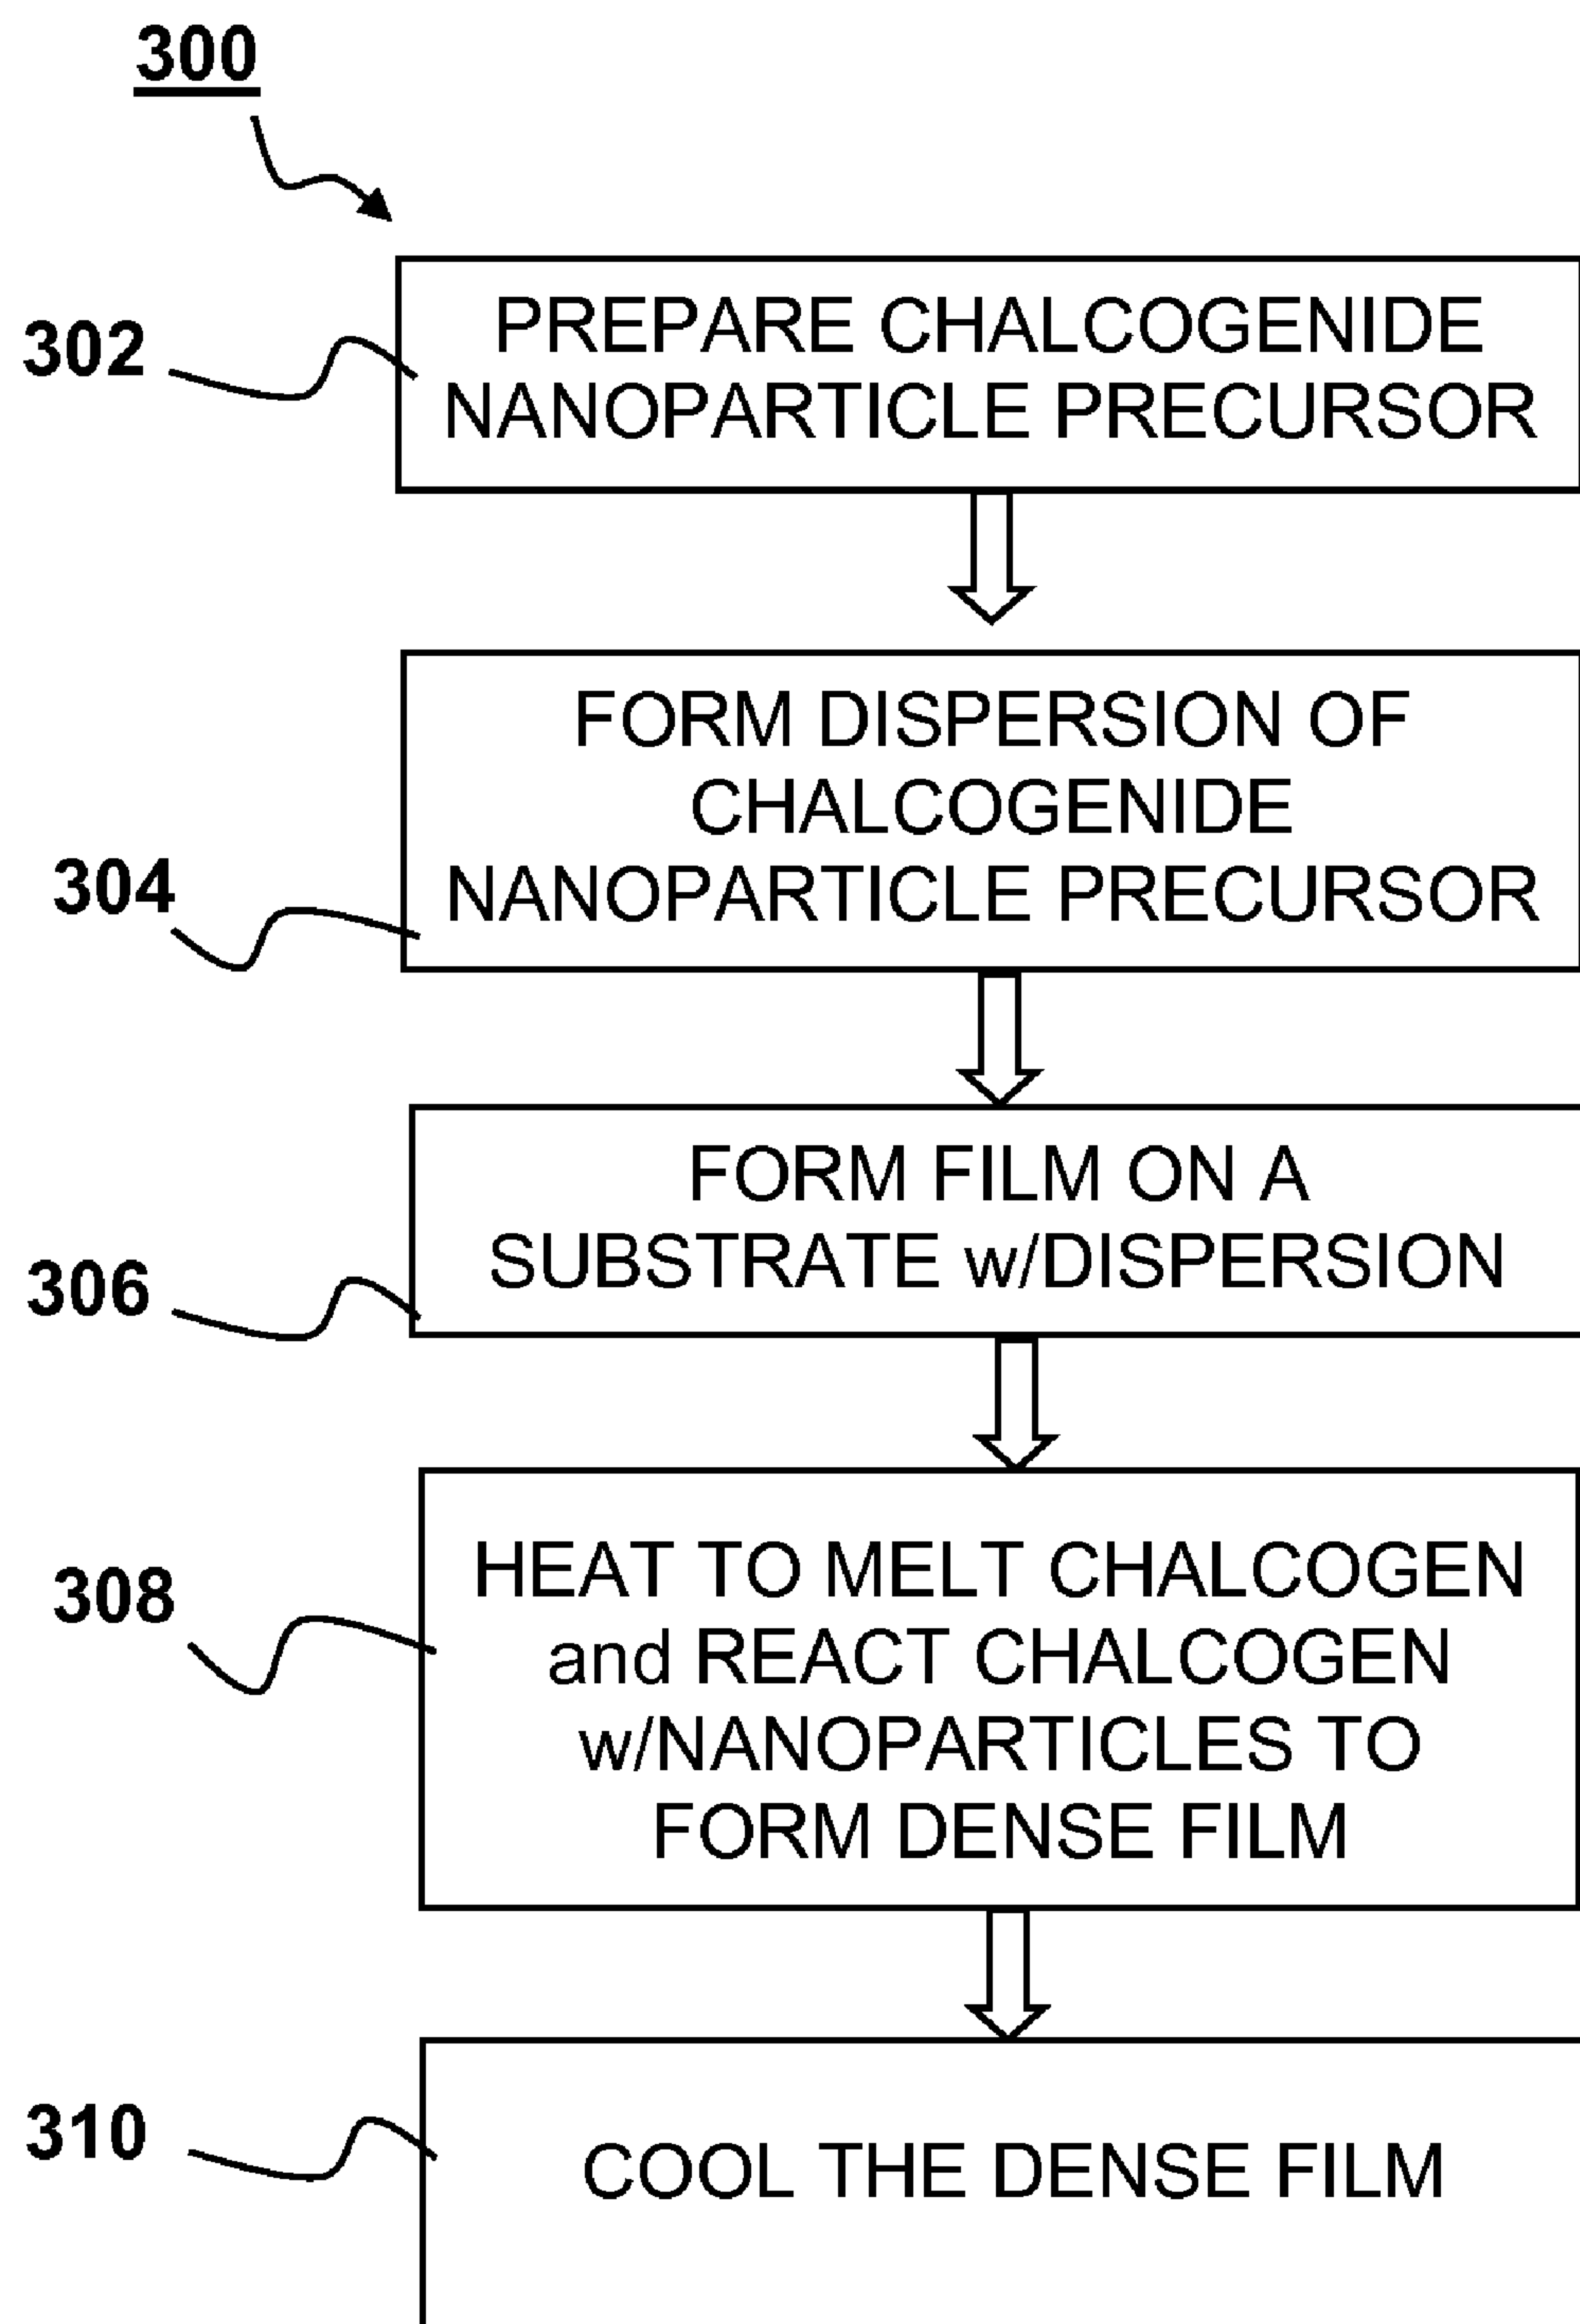 300
302
PREPARE CHALCOGENIDE
NANOPARTICLE PRECURSOR
304
FORM DISPERSION OF
CHALCOGENIDE
NANOPARTICLE PRECURSOR
306
FORM FILM ON A
SUBSTRATE w/DISPERSION
308
HEAT TO MELT CHALCOGEN
and REACT CHALCOGEN
w/NANOPARTICLES TO
FORM DENSE FILM
310
COOL THE DENSE FILM